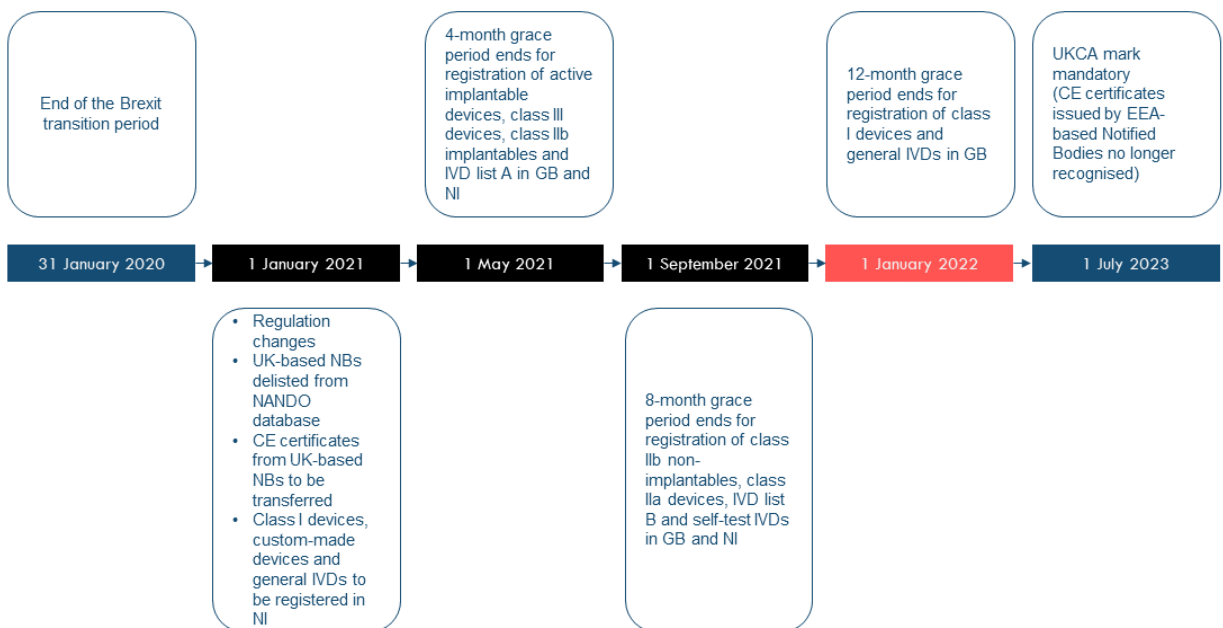 End of the Brexit
transition period
4-month grace
period ends for
registration of active
implantable
devices, class III
devices, class IIb
implantables and
IVD list A in GB and
NI
12-month grace
period ends for
registration of class
I devices and
general IVDs in GB
UKCA mark
mandatory
(CE certificates
issued by EEA-
based Notified
Bodies no longer
recognised)
31 January 2020
1 January 2021
1 May 2021
1 September 2021
1 January 2022
1 July 2023
• Regulation
changes
• UK-based NBs
delisted from
NANDO
database
• CE certificates
from UK-based
NBs to be
transferred
• Class I devices,
custom-made
devices and
general IVDs to
be registered in
NI
8-month grace
period ends for
registration of class
IIb non-
implantables, class
IIa devices, IVD list
B and self-test IVDs
in GB and NI